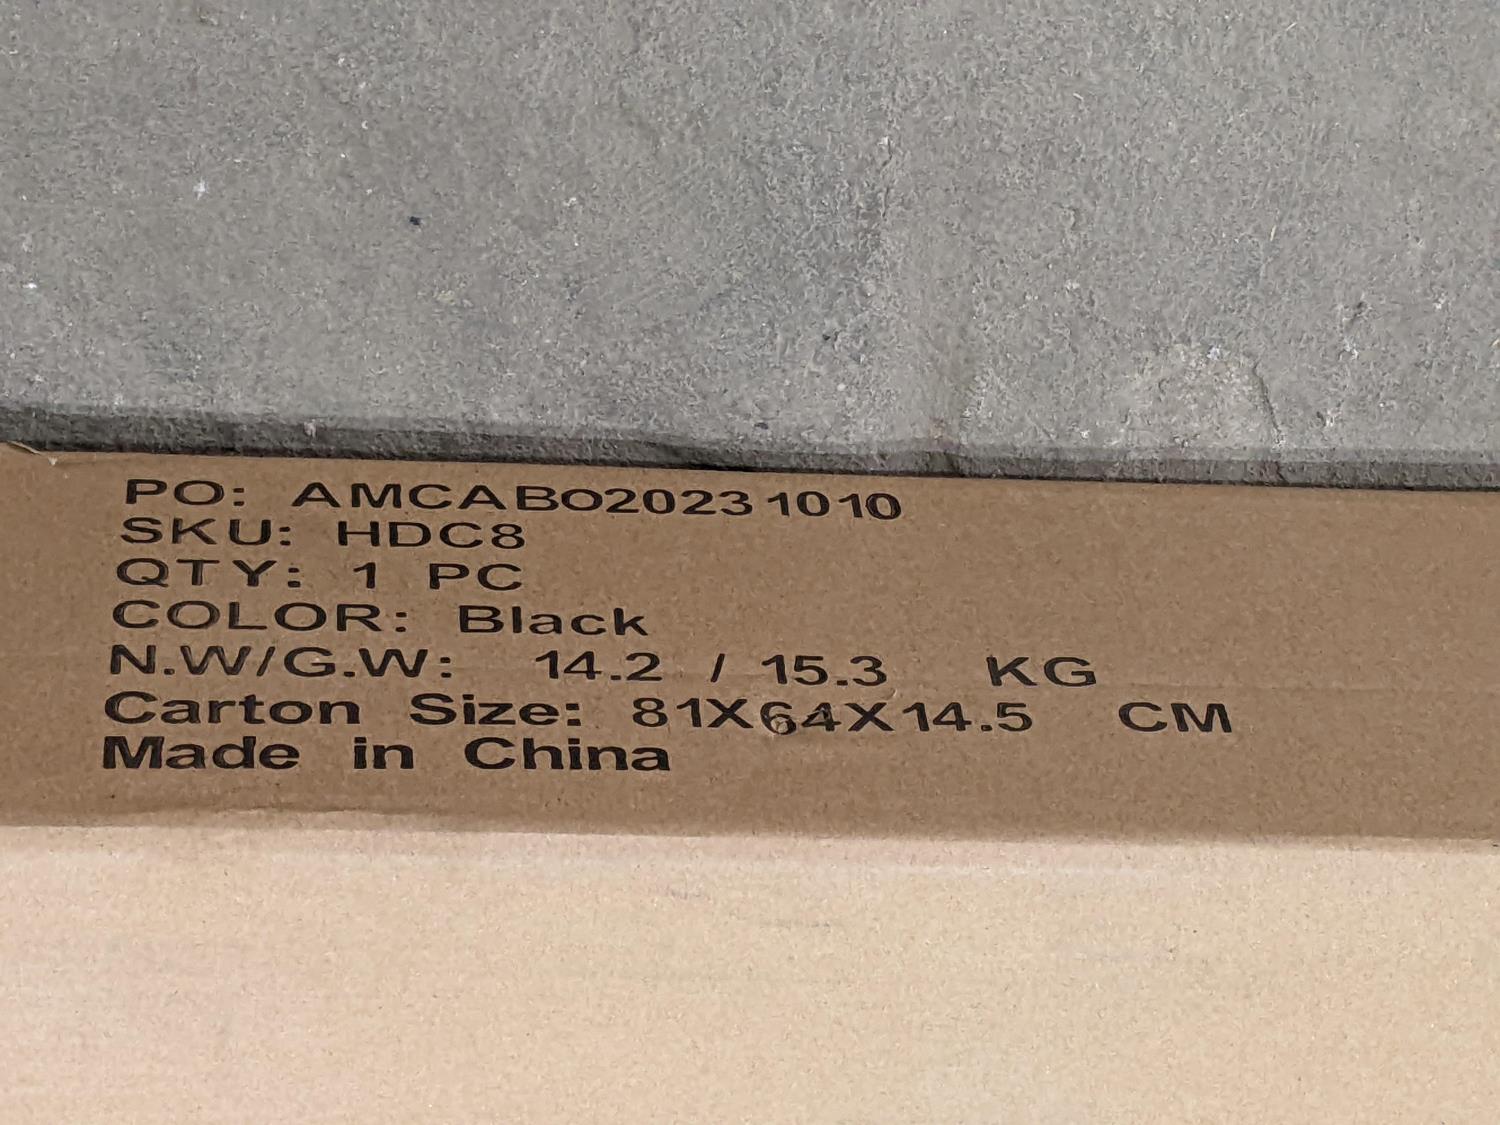 PO: AMCABO20231010
SKU: HDC8
QTY: 1 PC
COLOR: Black
N.W/G.W: 14.2 / 15.3 KG
Carton Size: 81X64X14.5 CM
Made in China